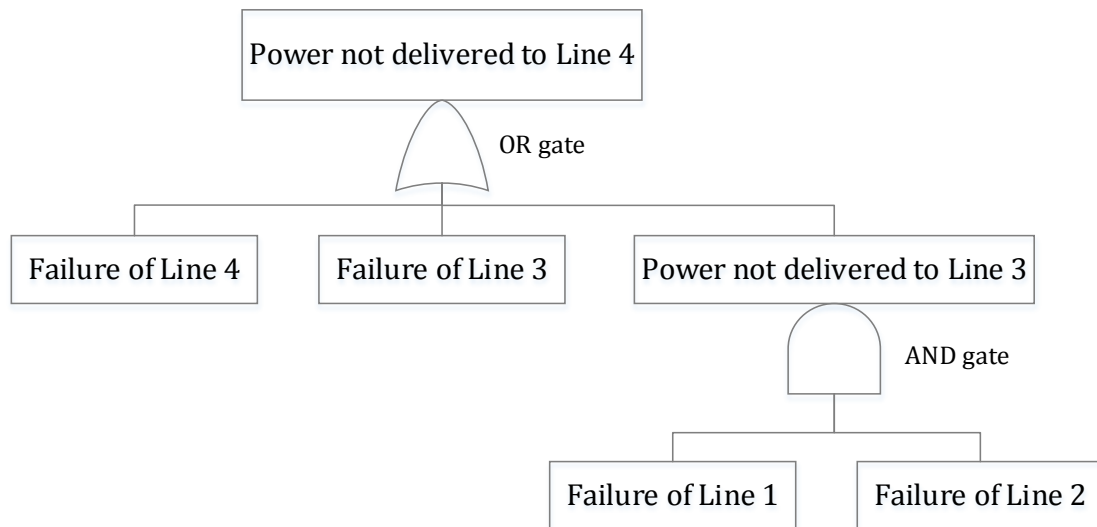 Power not delivered to Line 4
OR gate
Failure of Line 4
Failure of Line 3
Power not delivered to Line 3
AND gate
Failure of Line 1
Failure of Line 2